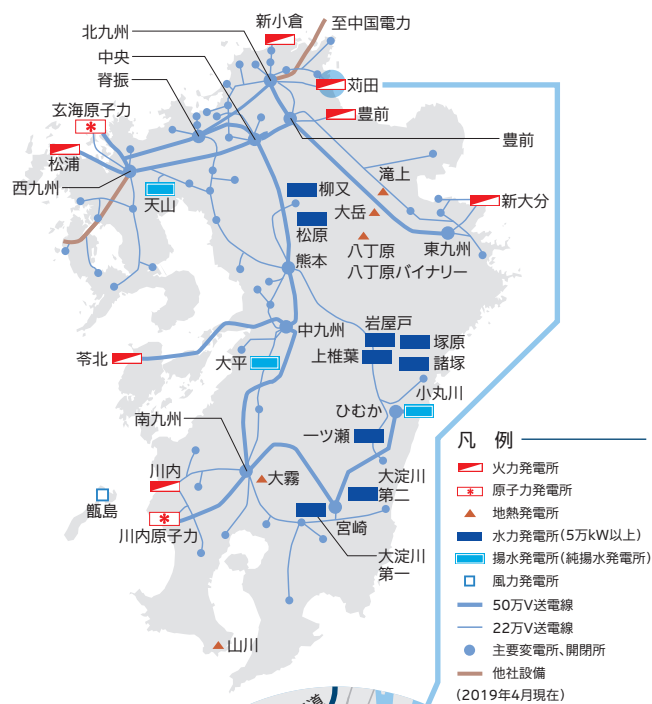 新小倉
至中国電力
北九州
中央
脊振
苅田
玄海原子力
豊前
豊前
松浦
西九州
天山
柳又
滝上
新大分
松原
大岳
八丁原
八丁原バイナリー
東九州
熊本
中九州
岩屋戸
塚原
苓北
大平
上椎葉
諸塚
小丸川
ひむか
南九州
一ツ瀬
川内
大霧
大淀川
第二
甑島
川内原子力
宮崎
大淀川
第一
山川
凡 例
火力発電所
原子力発電所
地熱発電所
水力発電所(5万kW以上)
揚水発電所(純揚水発電所)
風力発電所
50万V送電線
22万V送電線
主要変電所、開閉所
他社設備
(2019年4月現在)
道